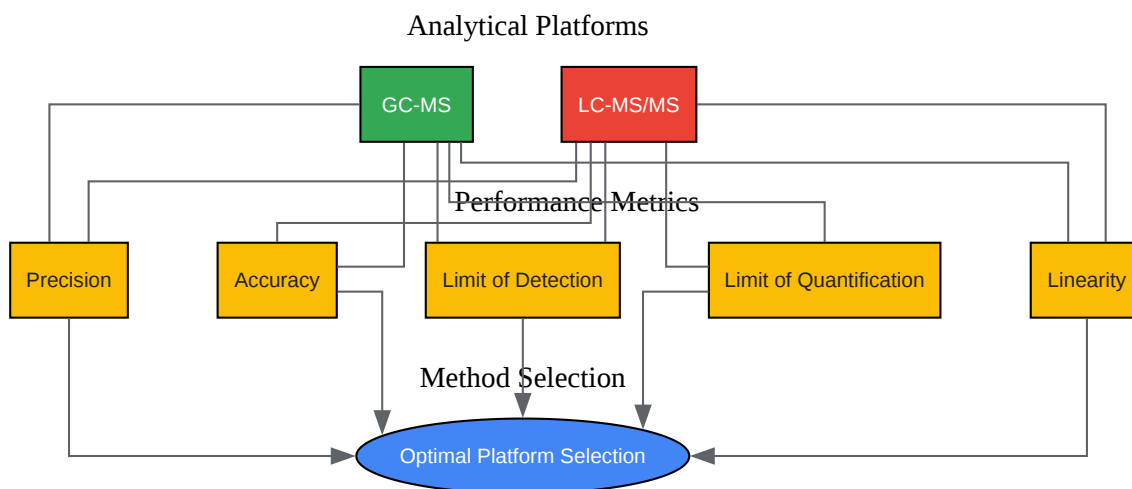 Analytical Platforms
GC-MS
LC-MS/MS
Performance Metrics
Precision
Accuracy
Limit of Detection
Limit of Quantification
Linearity
Method Selection
Optimal Platform Selection